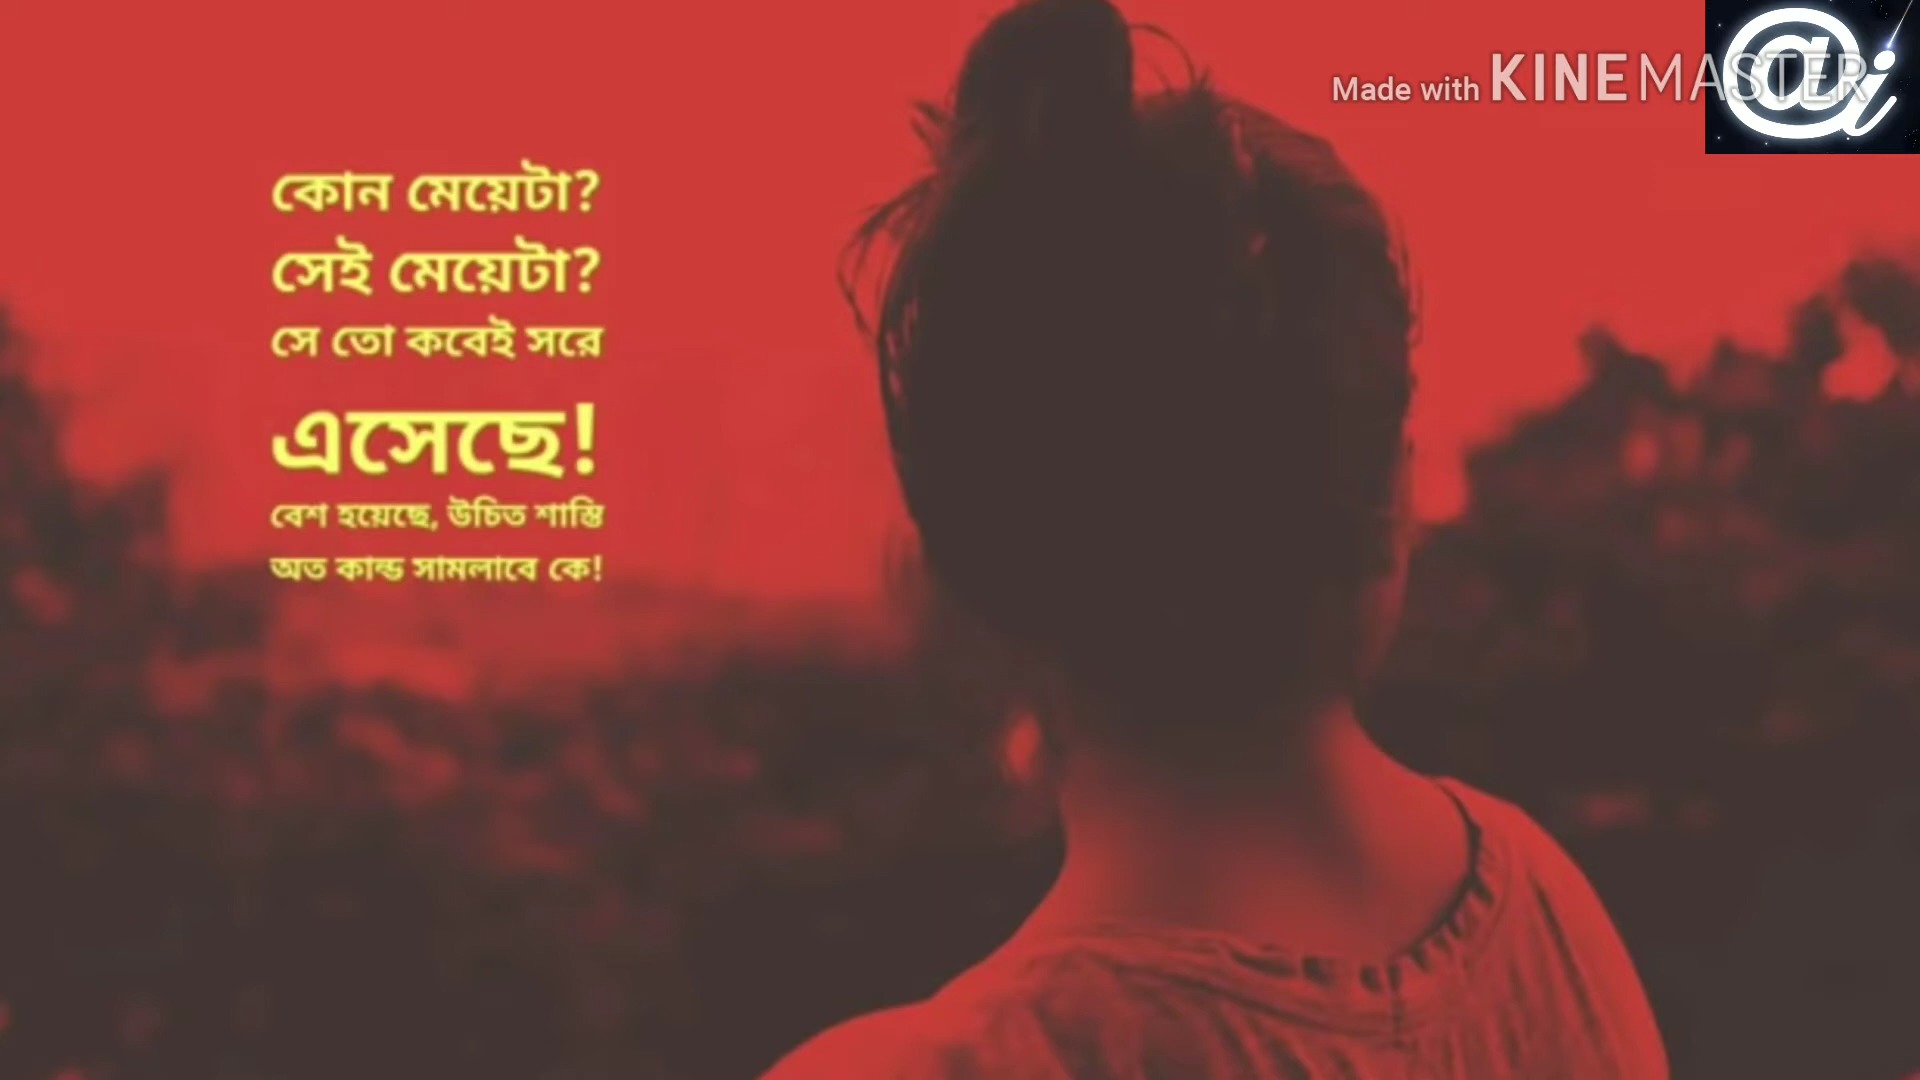 Made with KINEMASTER
@i
কোন মেয়েটা?
সেই মেয়েটা?
সে তো কবেই সরে
এসেছে!
বেশ হয়েছে, উচিত শাস্তি
অত কান্ড সামলাবে কে!